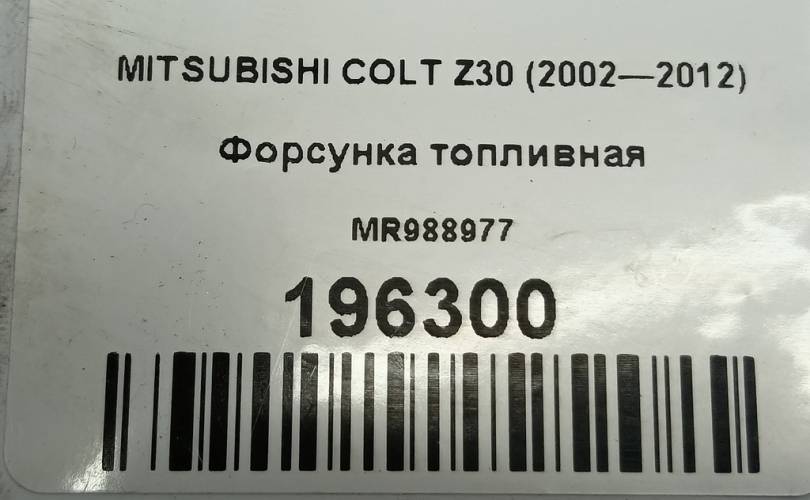 MITSUBISHI COLT Z30 (2002—2012)
Форсунка топливная
MR988977
196300